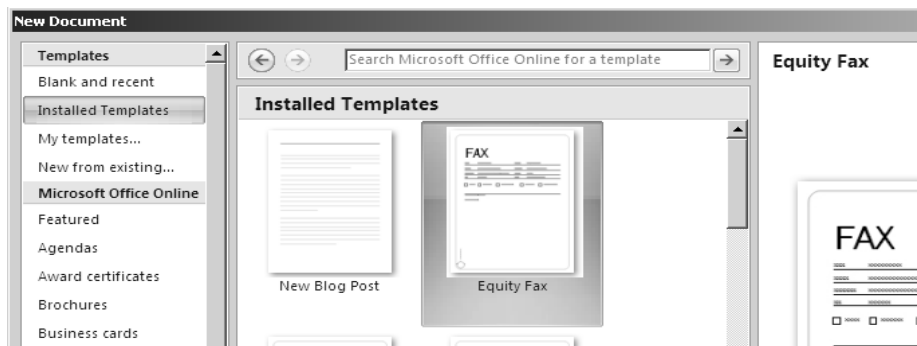 New Document
Templates
Blank and recent
Installed Templates
My templates...
New from existing...
Microsoft Office Online
Featured
Agendas
Award certificates
Brochures
Business cards
Search Microsoft Office Online for a template
Installed Templates
FAX
New Blog Post
Equity Fax
Equity Fax
FAX